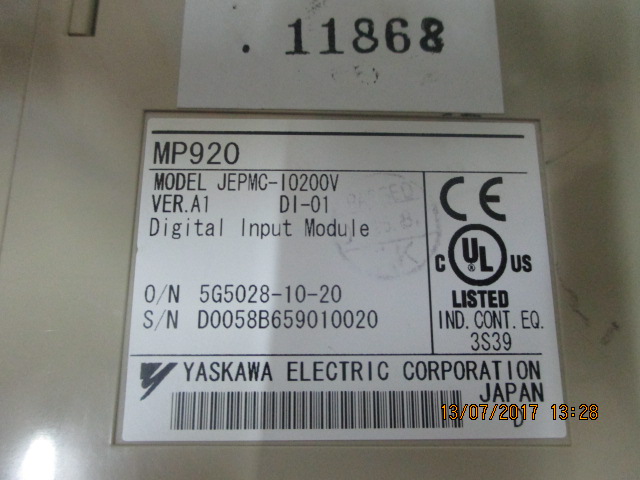 . 11868
MP920
MODEL JEPMC-IO200V
VER.A1 DI-01
Digital Input Module
O/N 5G5028-10-20
S/N D0058B659010020
CE
C UL ® US
LISTED
IND. CONT. EQ.
3S39
YASKAWA ELECTRIC CORPORATION
JAPAN
13/07/2017 13:28